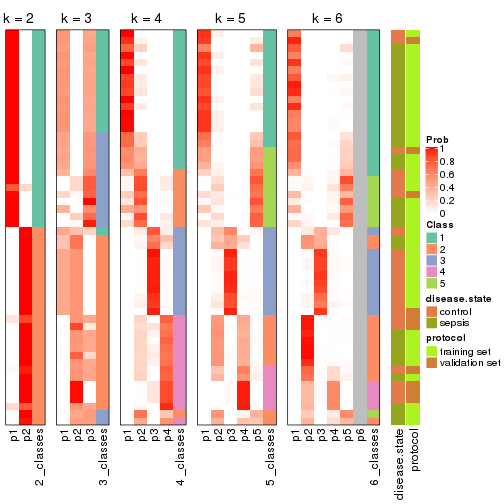 k = 2 k = 3 k = 4 k = 5 k = 6
Prob
1
0.8
0.6
0.4
0.2
0
Class
1
2
3
4
5
disease.state
control
sepsis
protocol
training set
validation set
p1 p2 2_classes p1 p2 p3 3_classes p1 p2 p3 p4 4_classes p1 p2 p3 p4 p5 5_classes p1 p2 p3 p4 p5 p6 6_classes disease.state protocol